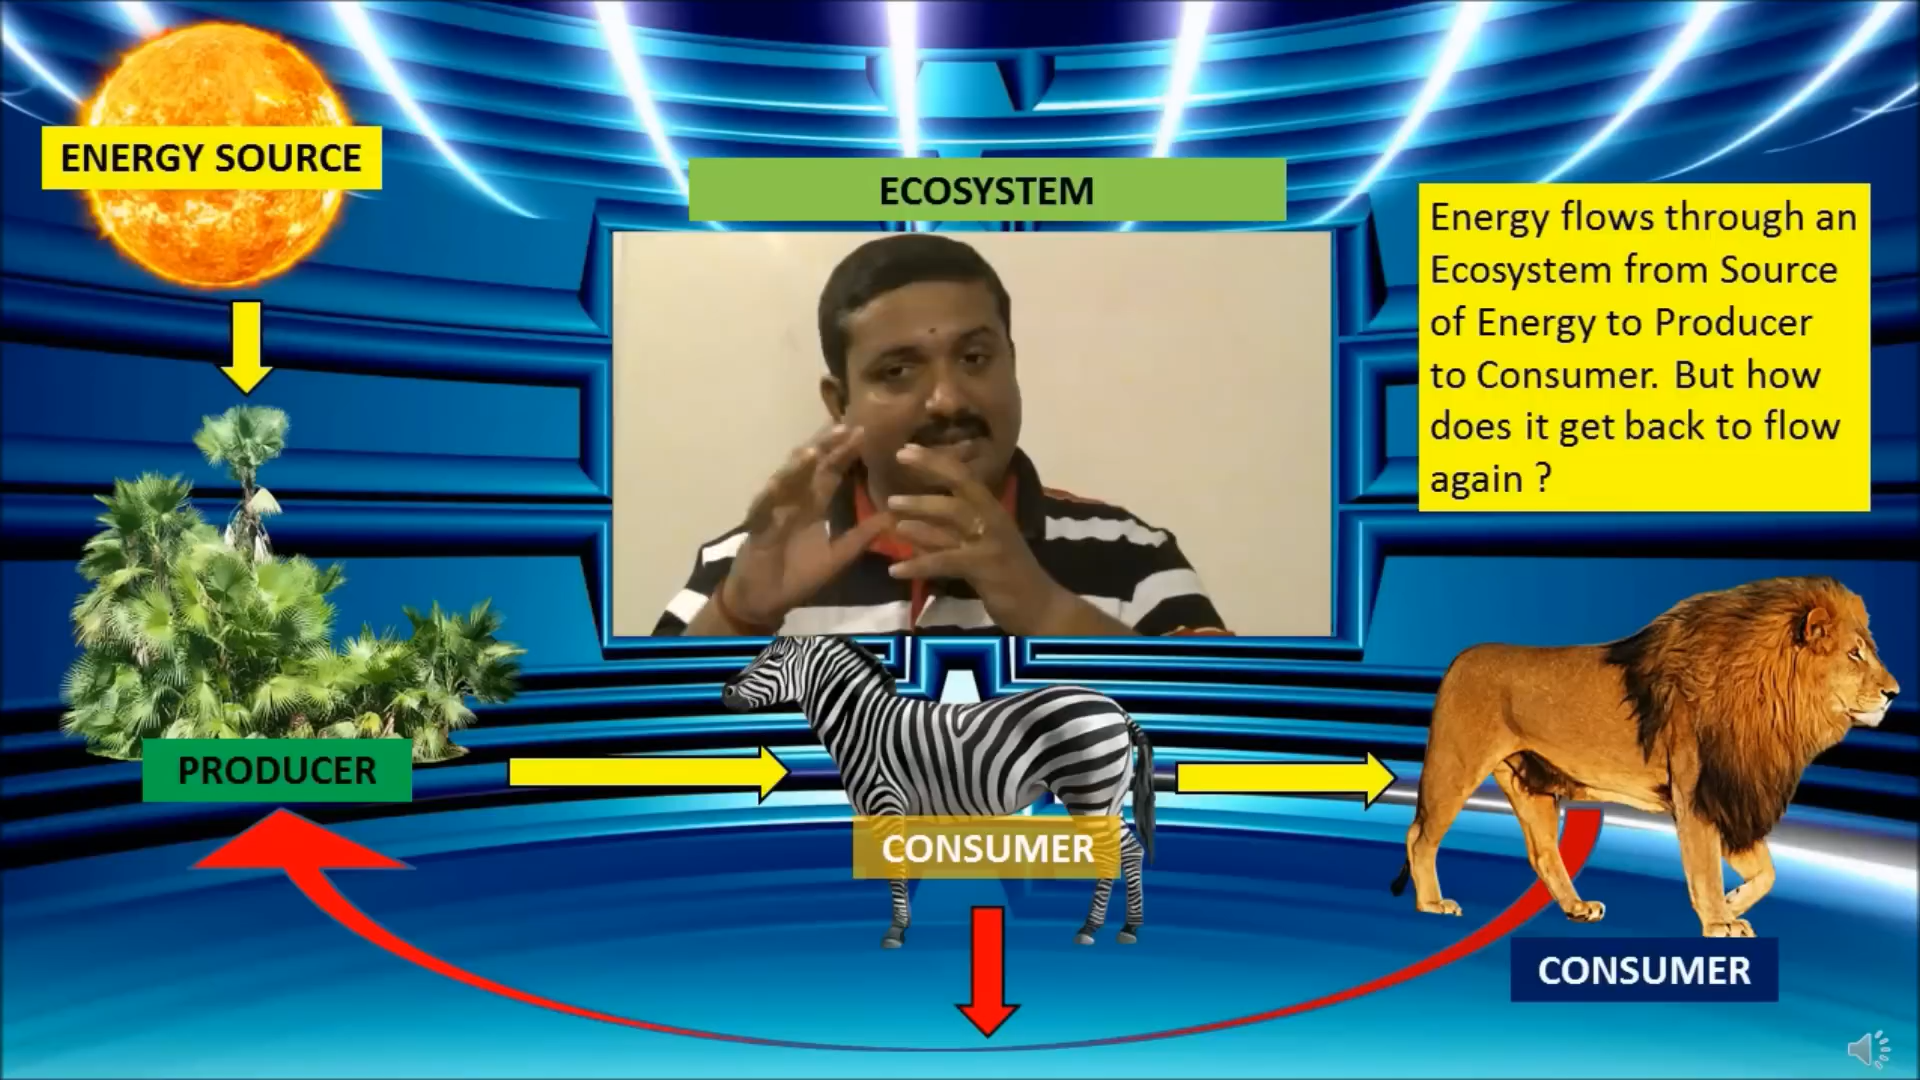 ENERGY SOURCE
ECOSYSTEM
Energy flows through an
Ecosystem from Source
of Energy to Producer
to Consumer. But how
does it get back to flow
again ?
PRODUCER
CONSUMER
CONSUMER